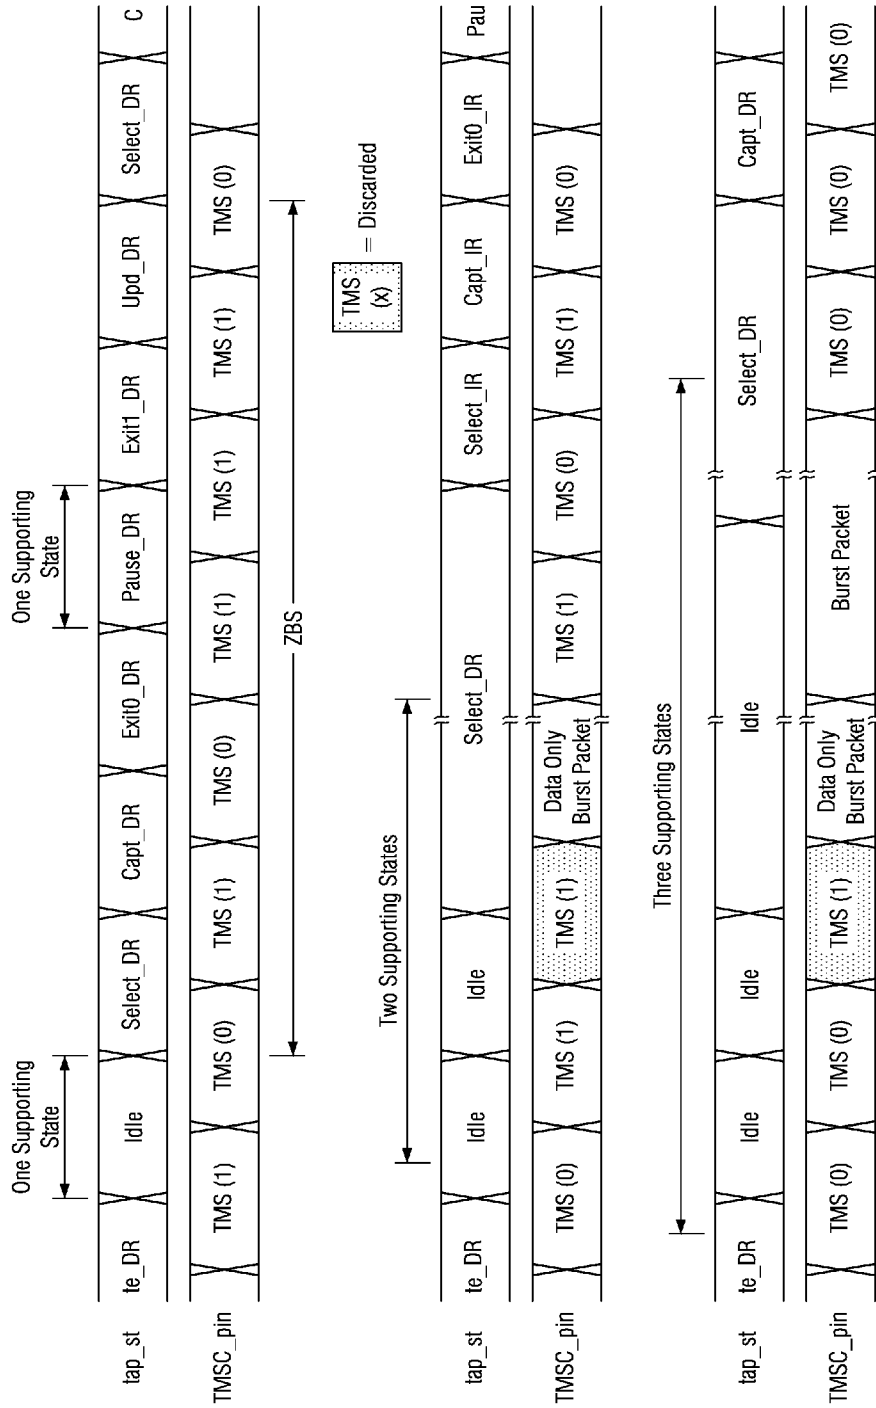 One Supporting
State
One Supporting
State
tap_st
te_DR
Idle
Select_DR
Capt_DR
Exit0_DR
Pause_DR
Exit1_DR
Upd_DR
Select_DR
C
TMSC_pin
TMS (1)
TMS (0)
TMS (1)
TMS (0)
TMS (1)
TMS (1)
TMS (1)
TMS (0)
ZBS
TMS
(x)
= Discarded
Two Supporting States
tap_st
te_DR
Idle
Idle
Select_DR
Select_IR
Capt_IR
Exit0_IR
Pau
TMSC_pin
TMS (0)
TMS (1)
TMS (1)
Data Only
Burst Packet
TMS (1)
TMS (0)
TMS (1)
TMS (0)
Three Supporting States
tap_st
te_DR
Idle
Idle
Idle
Select_DR
Capt_DR
TMSC_pin
TMS (0)
TMS (0)
TMS (1)
Data Only
Burst Packet
Burst Packet
TMS (0)
TMS (0)
TMS (0)